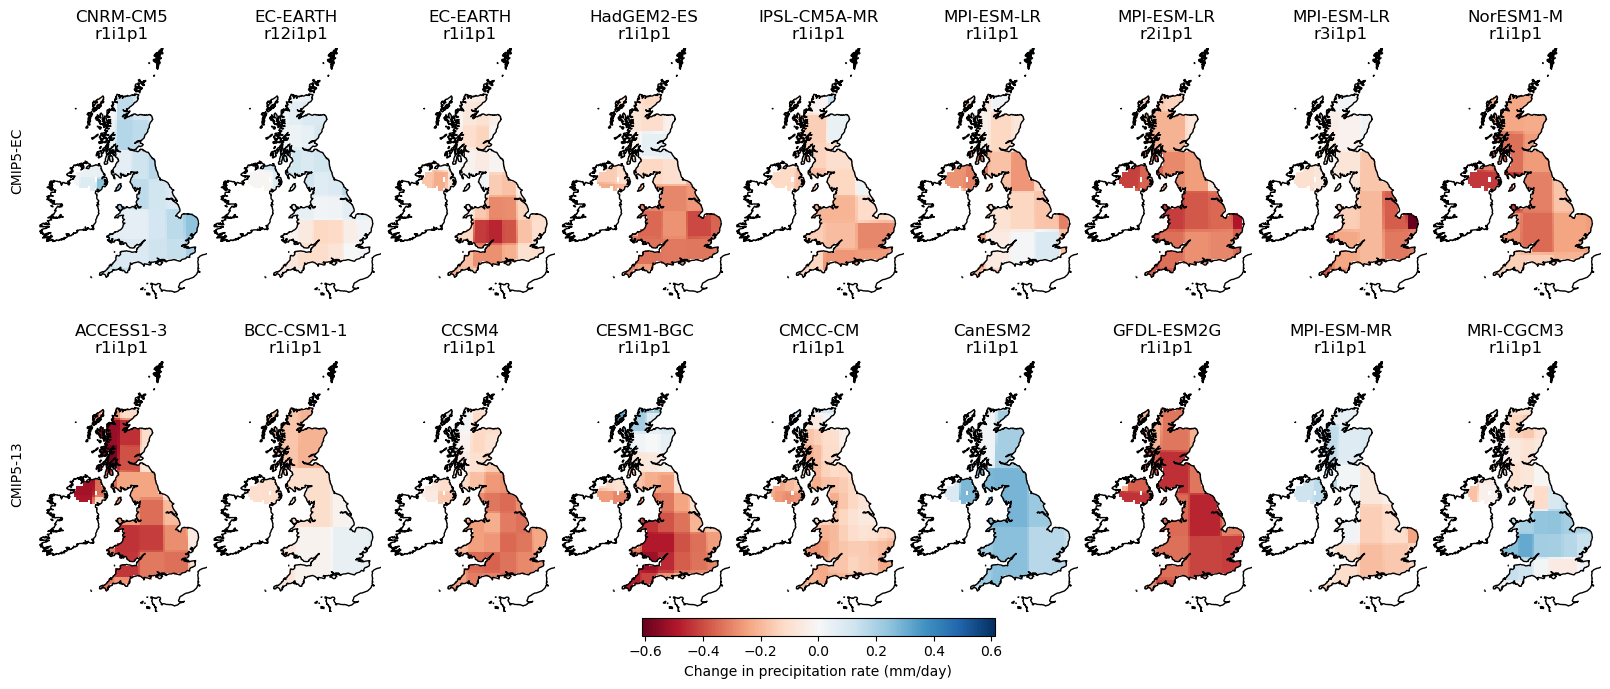 CNRM-CM5
r1i1p1
EC-EARTH
r12i1p1
EC-EARTH
r1i1p1
HadGEM2-ES
r1i1p1
IPSL-CM5A-MR
r1i1p1
MPI-ESM-LR
r1i1p1
MPI-ESM-LR
r2i1p1
MPI-ESM-LR
r3i1p1
NorESM1-M
r1i1p1
CMIP5-EC
ACCESS1-3
r1i1p1
BCC-CSM1-1
r1i1p1
CCSM4
r1i1p1
CESM1-BGC
r1i1p1
CMCC-CM
r1i1p1
CanESM2
r1i1p1
GFDL-ESM2G
r1i1p1
MPI-ESM-MR
r1i1p1
MRI-CGCM3
r1i1p1
CMIP5-13
−0.6 −0.4 −0.2 0.0 0.2 0.4 0.6
Change in precipitation rate (mm/day)